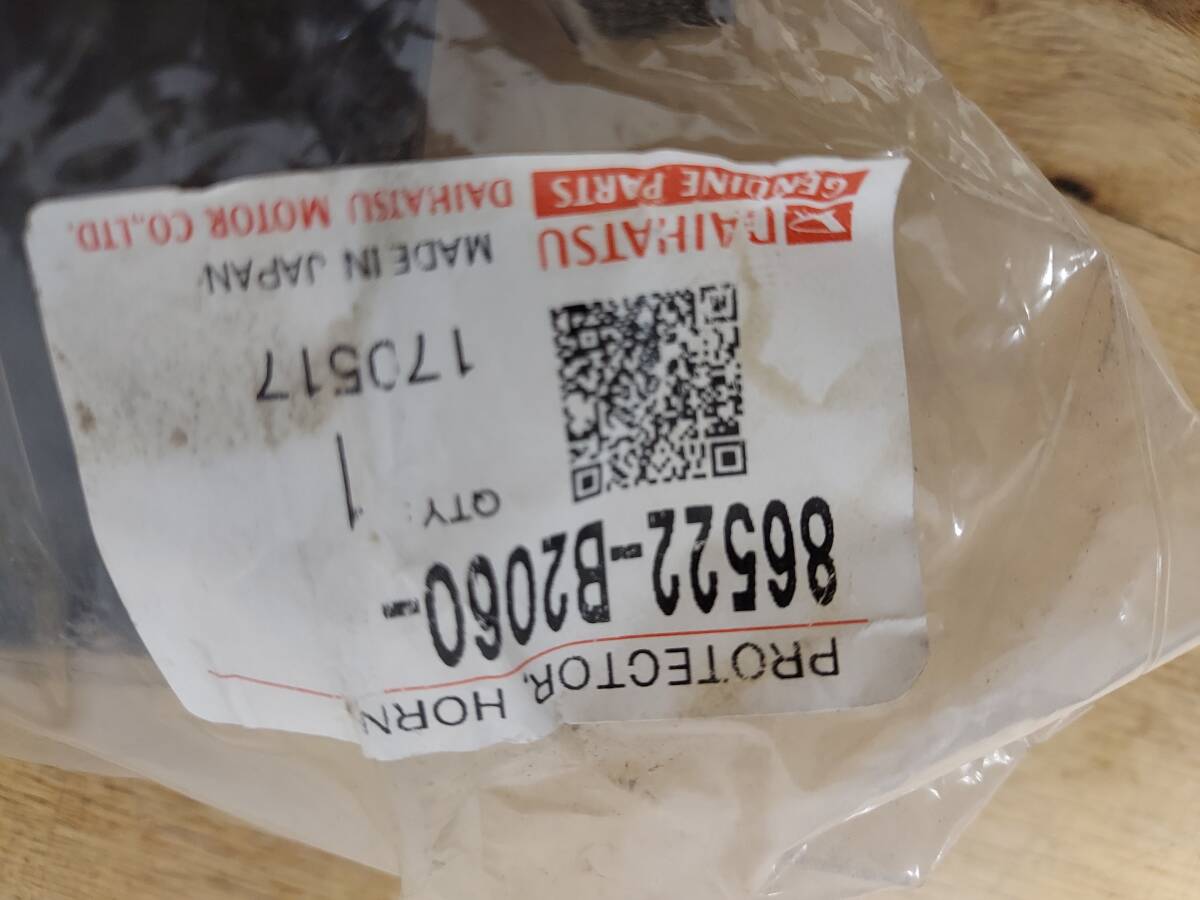 PROTECTOR, HORN
86522-B2060-
QTY: 1
170517
MADE IN JAPAN
DAIHATSU
GENUINE PARTS
DAIHATSU MOTOR CO.,LTD.